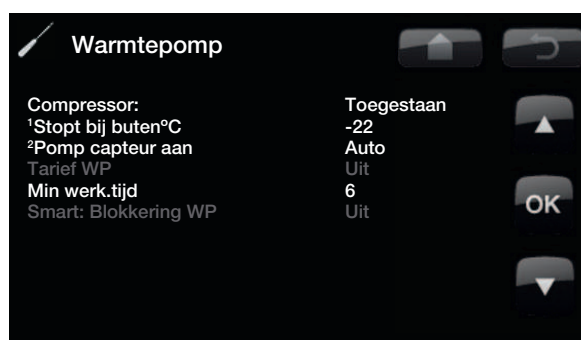 Warmtepomp
Compressor: Toegestaan
¹Stopt bij butenºC -22
²Pomp capteur aan Auto
Tarief WP Uit
Min werk.tijd 6
Smart: Blokkering WP Uit
OK